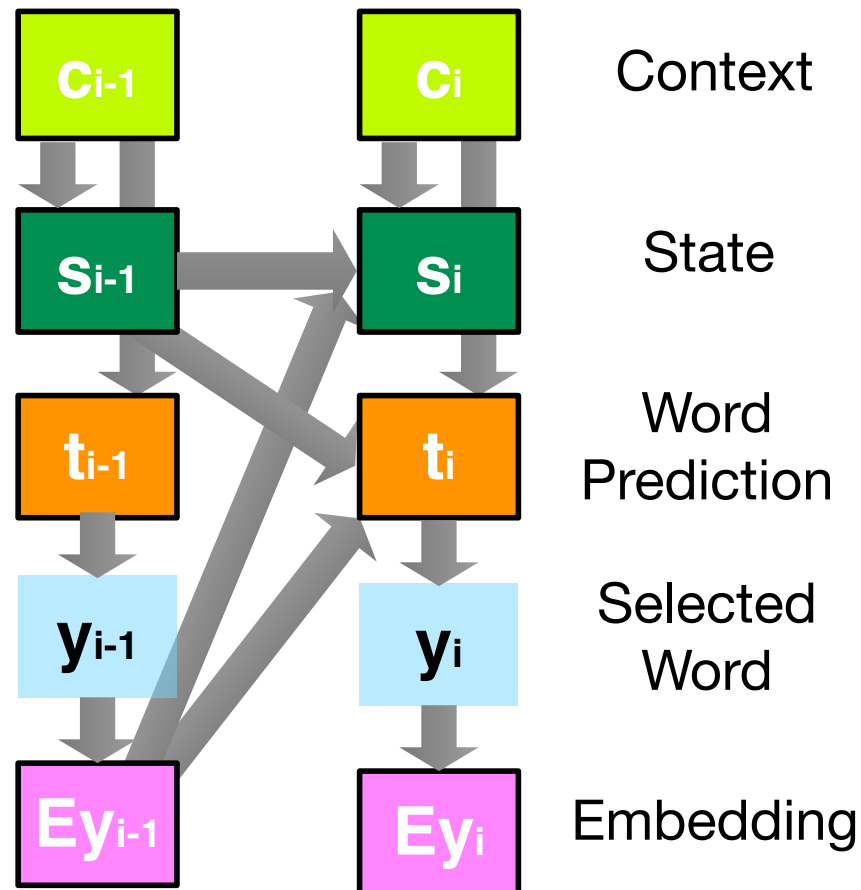 ci-1 ci Context
si-1 si State
ti-1 ti Word
Prediction
yi-1 yi Selected
Word
Eyi-1 Eyi Embedding